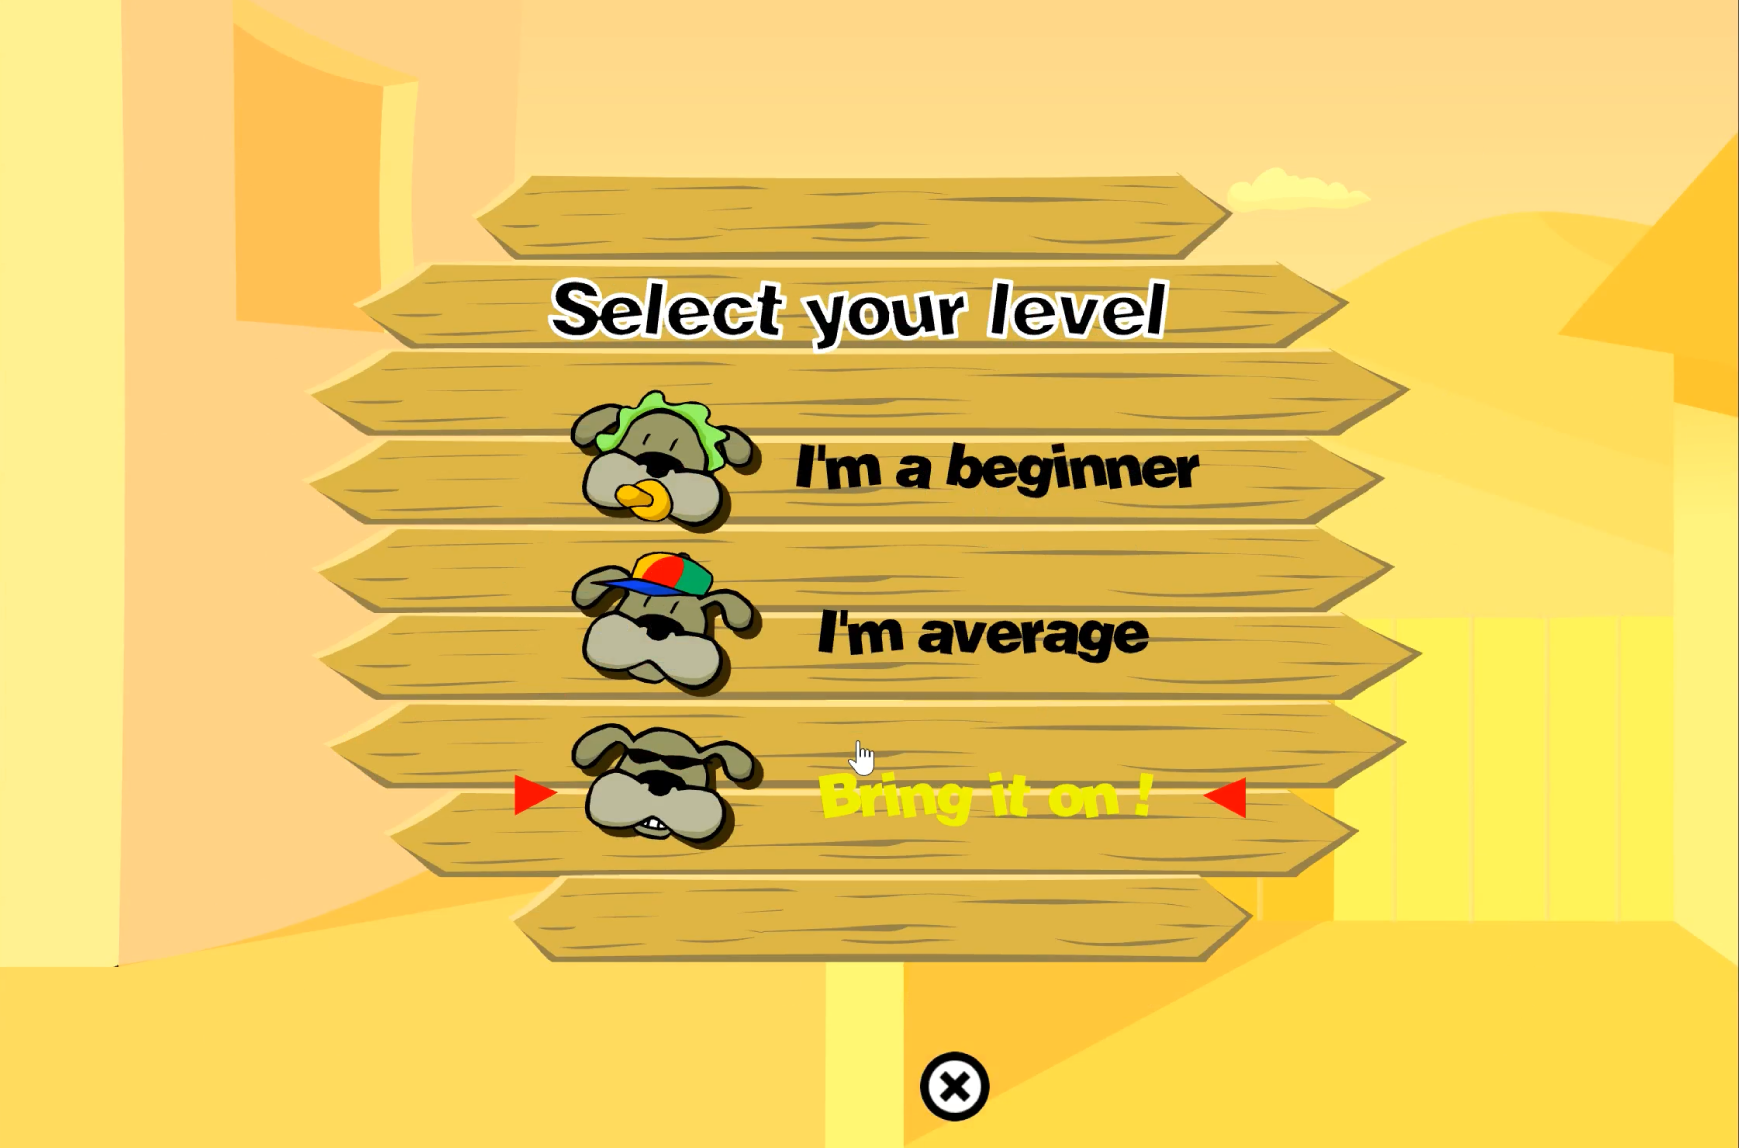 Select your level
I'm a beginner
I'm average
Bring it on !